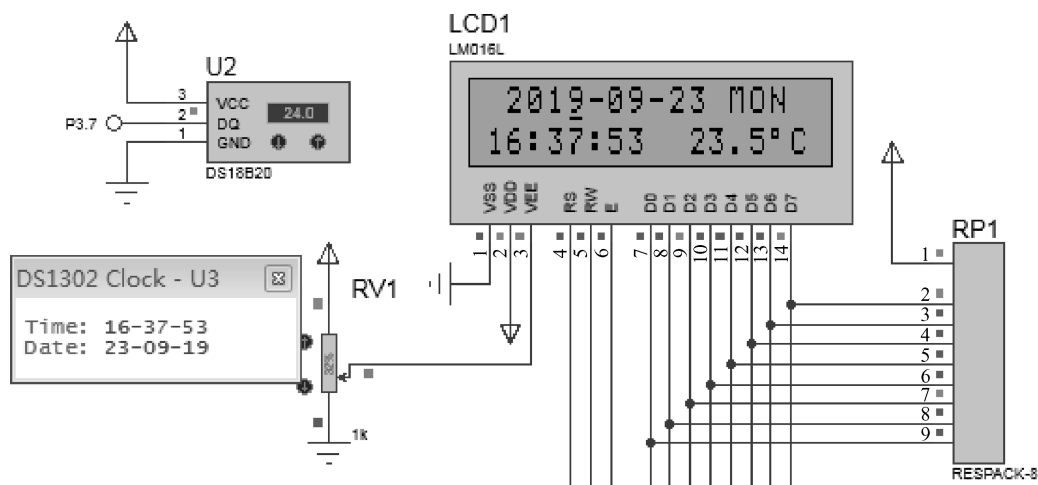 LCD1
LM016L
2019-09-23 MON
16:37:53 23.5°C
VSS VDD VEE RS RW E D0 D1 D2 D3 D4 D5 D6 D7
1 2 3 4 5 6 7 8 9 10 11 12 13 14
U2
3 VCC
P3.7 2 DQ
1 GND
24.0
DS18B20
DS1302 Clock - U3
Time: 16-37-53
Date: 23-09-19
RV1
32%
1k
RP1
1
2
3
4
5
6
7
8
9
RESPACK-8